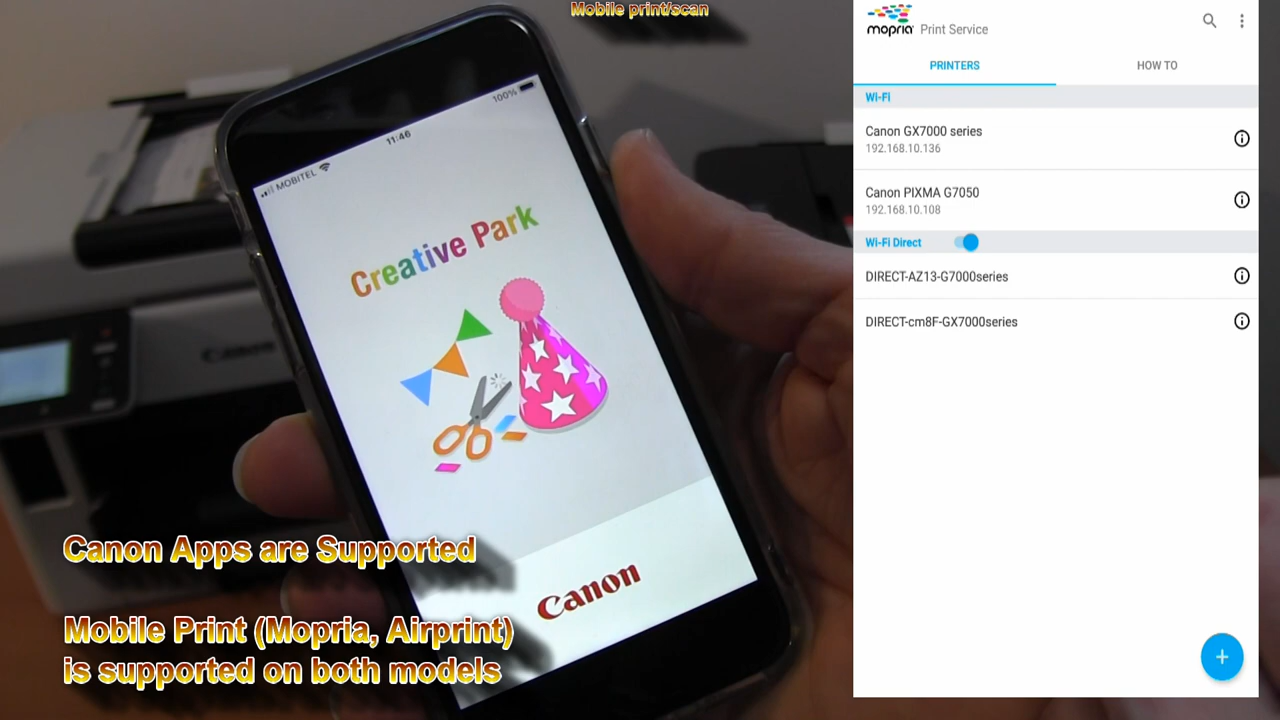 Mobile print/scan
mopria Print Service
PRINTERS
HOW TO
Wi-Fi
Canon GX7000 series
192.168.10.136
Canon PIXMA G7050
192.168.10.108
Wi-Fi Direct
DIRECT-AZ13-G7000series
DIRECT-cm8F-GX7000series
+
MOBITEL
11:46
100%
Creative Park
Canon
Canon
Canon Apps are Supported
Mobile Print (Mopria, Airprint)
is supported on both models